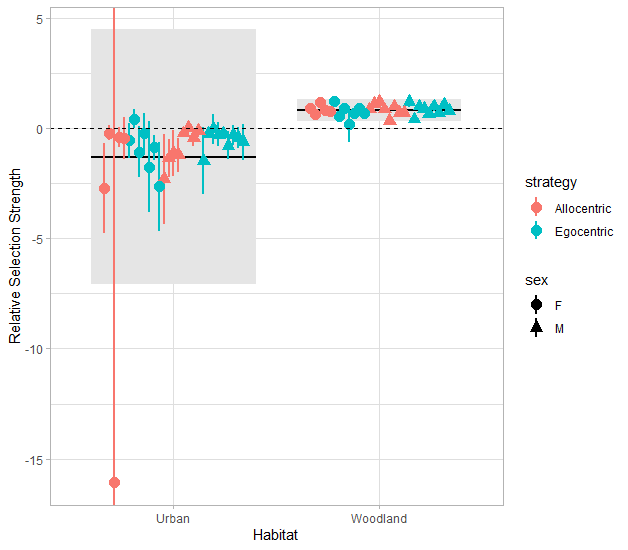 5
0
-5
-10
-15
Relative Selection Strength
Urban
Woodland
Habitat
strategy
Allocentric
Egocentric
sex
F
M